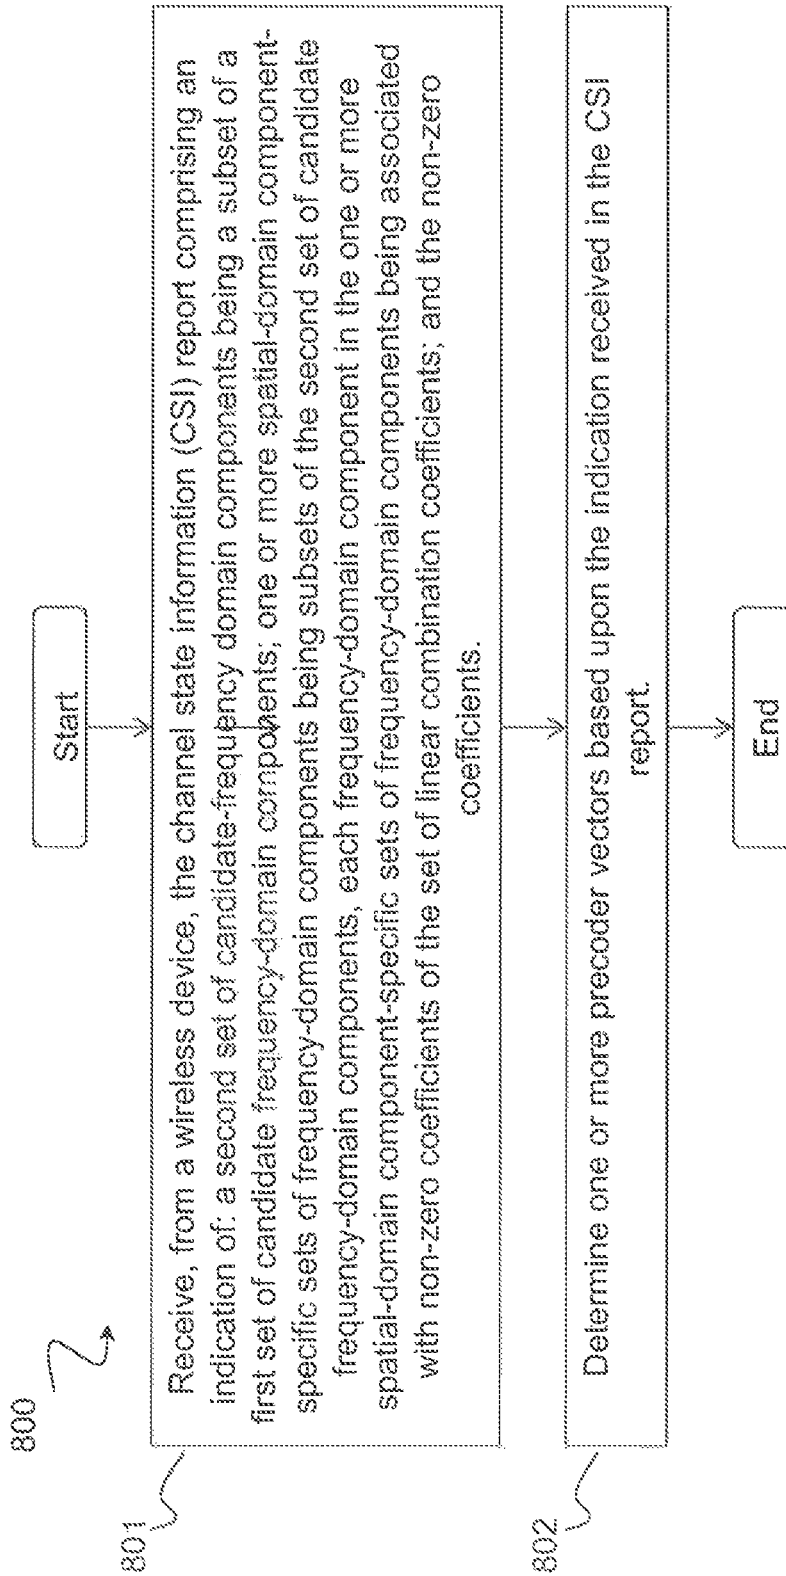 800
Start
801
Receive, from a wireless device, the channel state information (CSI) report comprising an
indication of: a second set of candidate-frequency domain components being a subset of a
first set of candidate frequency-domain components; one or more spatial-domain component-
specific sets of frequency-domain components being subsets of the second set of candidate
frequency-domain components, each frequency-domain component in the one or more
spatial-domain component-specific sets of frequency-domain components being associated
with non-zero coefficients of the set of linear combination coefficients; and the non-zero
coefficients.
802
Determine one or more precoder vectors based upon the indication received in the CSI
report.
End